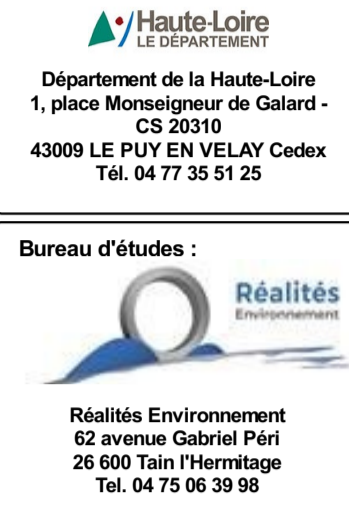 Haute-Loire
LE DÉPARTEMENT
Département de la Haute-Loire
1, place Monseigneur de Galard -
CS 20310
43009 LE PUY EN VELAY Cedex
Tél. 04 77 35 51 25
Bureau d'études :
Réalités
Environnement
Réalités Environnement
62 avenue Gabriel Péri
26 600 Tain l'Hermitage
Tel. 04 75 06 39 98